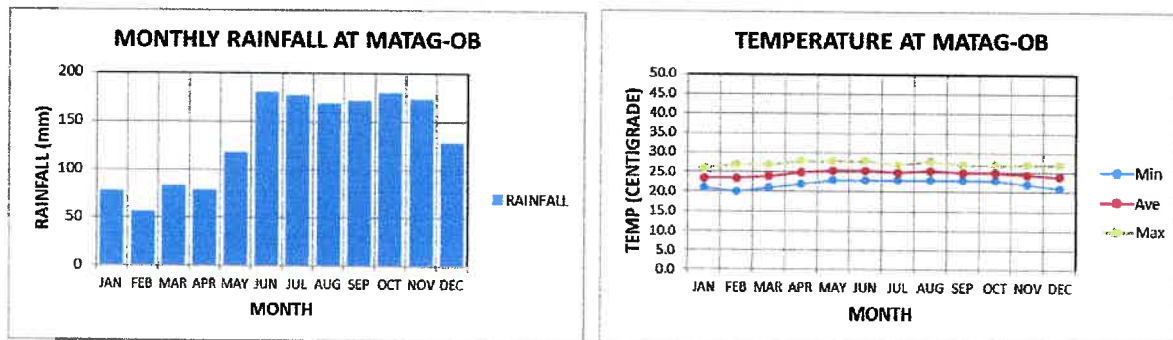 MONTHLY RAINFALL AT MATAG-OB
200
150
100
50
0
RAINFALL (mm)
JAN FEB MAR APR MAY JUN JUL AUG SEP OCT NOV DEC
MONTH
RAINFALL
TEMPERATURE AT MATAG-OB
50.0
45.0
40.0
35.0
30.0
25.0
20.0
15.0
10.0
5.0
0.0
TEMP (CENTIGRADE)
JAN FEB MAR APR MAY JUN JUL AUG SEP OCT NOV DEC
MONTH
Min
Ave
Max